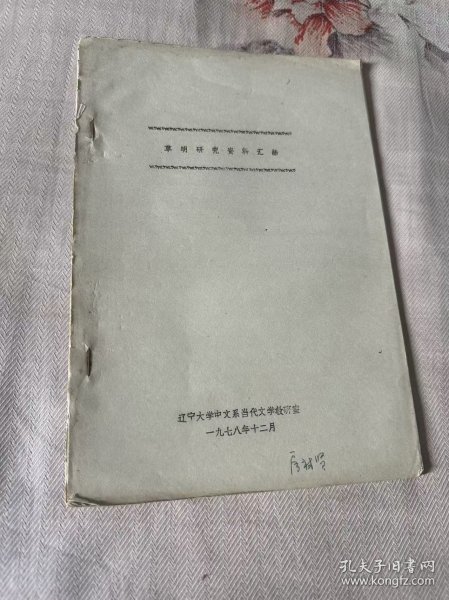 草明研究资料汇编
辽宁大学中文系当代文学教研室
一九七八年十二月
孔夫子旧书网
www.kongfz.com